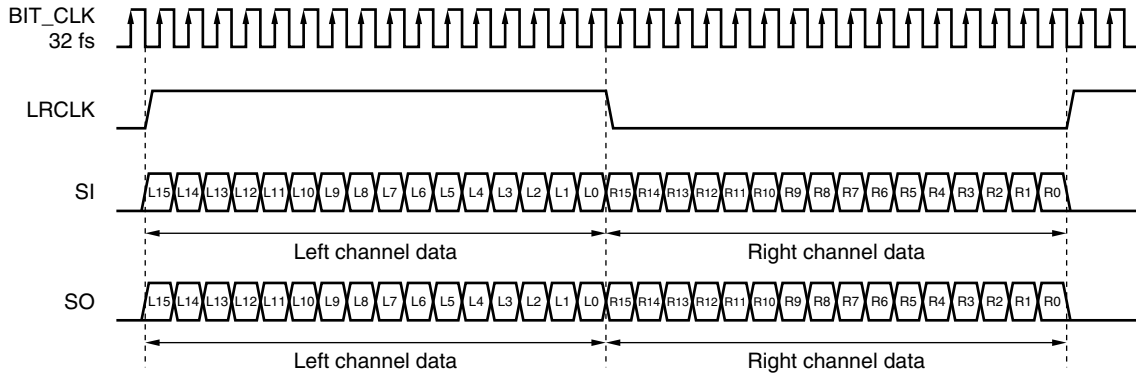 BIT_CLK
32 fs
LRCLK
SI
L15 L14 L13 L12 L11 L10 L9 L8 L7 L6 L5 L4 L3 L2 L1 L0 R15 R14 R13 R12 R11 R10 R9 R8 R7 R6 R5 R4 R3 R2 R1 R0
Left channel data
Right channel data
SO
L15 L14 L13 L12 L11 L10 L9 L8 L7 L6 L5 L4 L3 L2 L1 L0 R15 R14 R13 R12 R11 R10 R9 R8 R7 R6 R5 R4 R3 R2 R1 R0
Left channel data
Right channel data